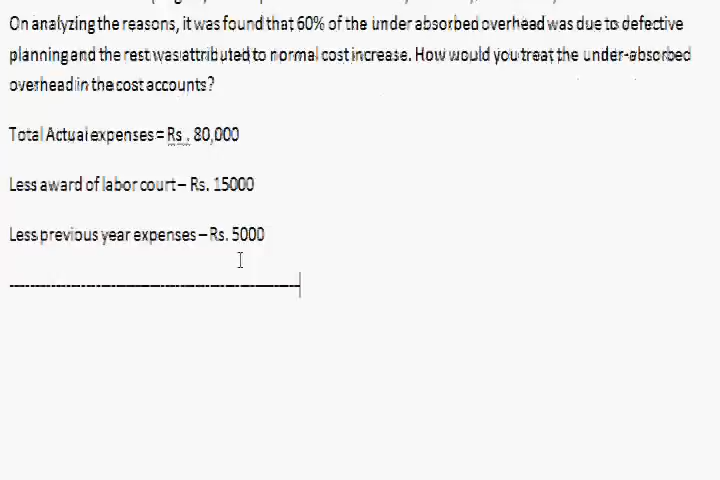 On analyzing the reasons, it was found that 60% of the under absorbed overhead was due to defective
planning and the rest was attributed to normal cost increase. How would you treat the under-absorbed
overhead in the cost accounts?
Total Actual expenses = Rs . 80,000
Less award of labor court – Rs. 15000
Less previous year expenses – Rs. 5000
----------------------------------------------------------